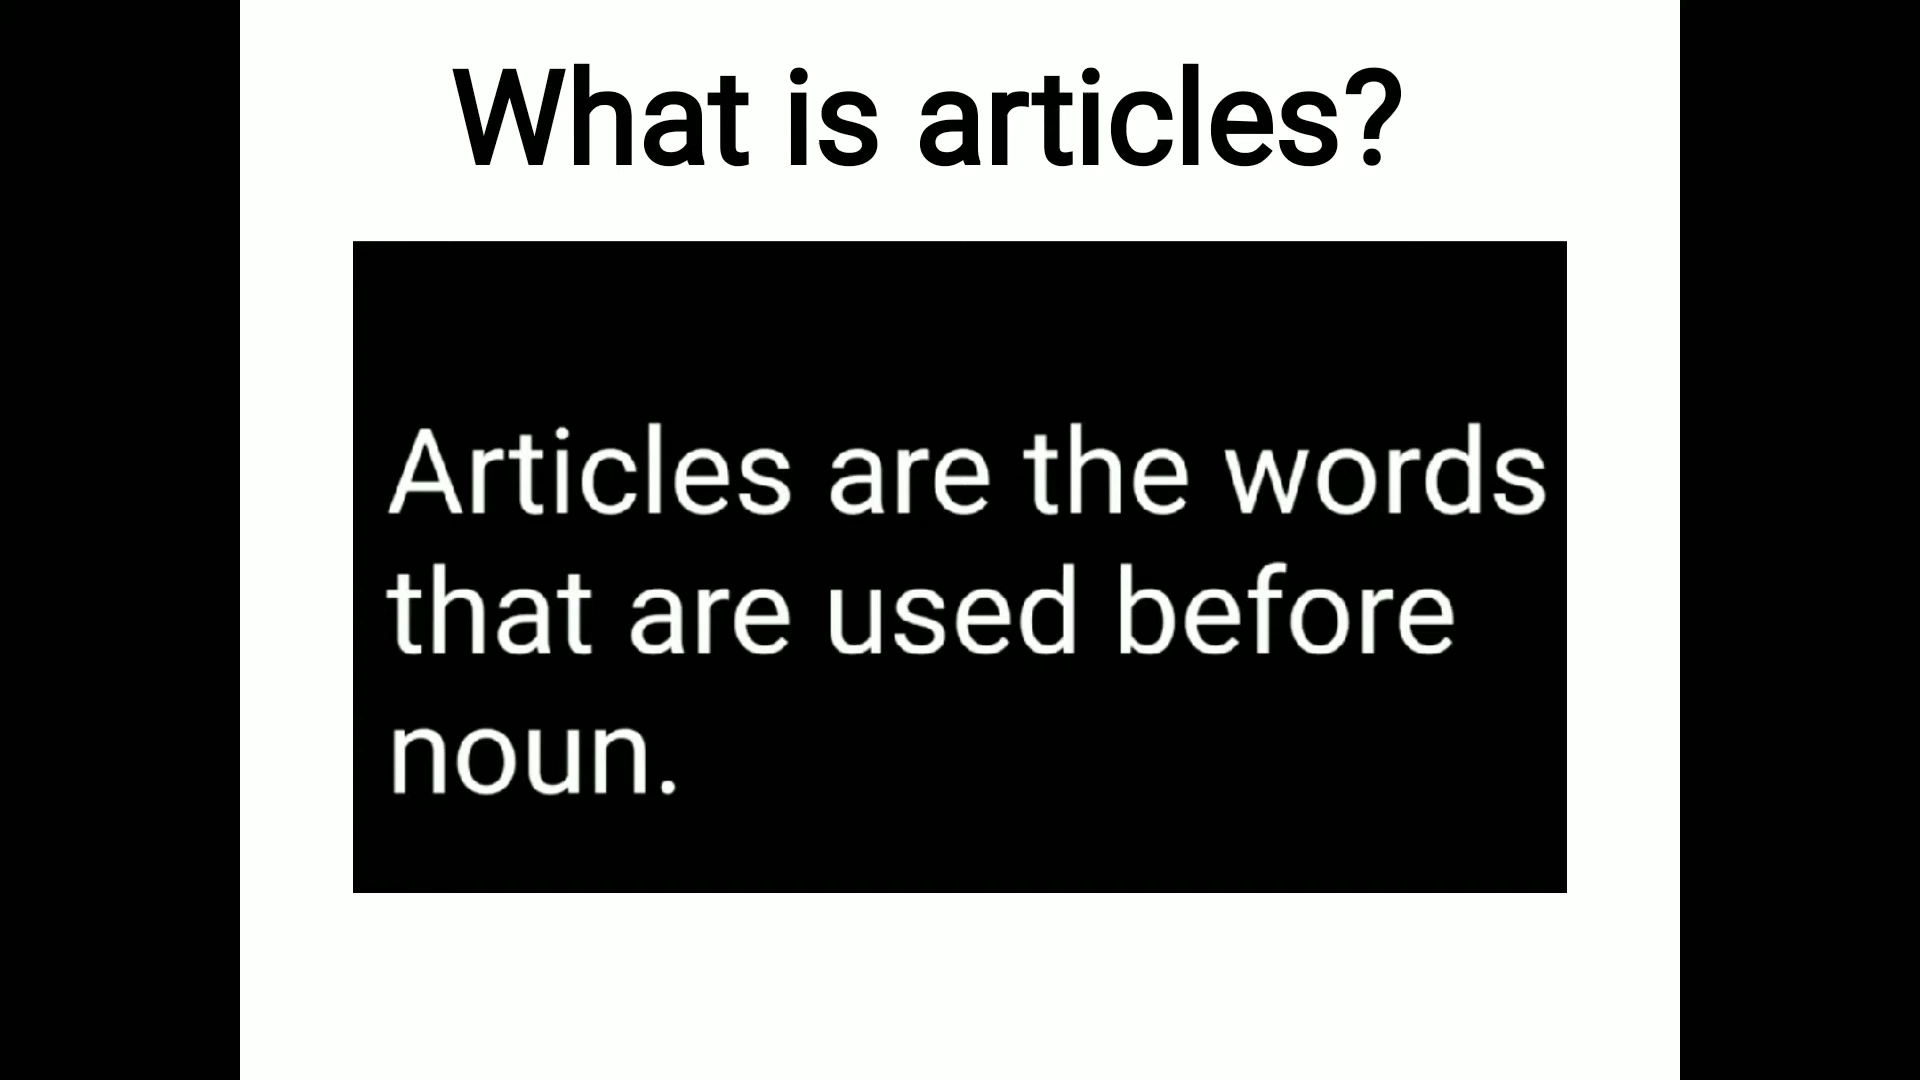 What is articles?
Articles are the words
that are used before
noun.